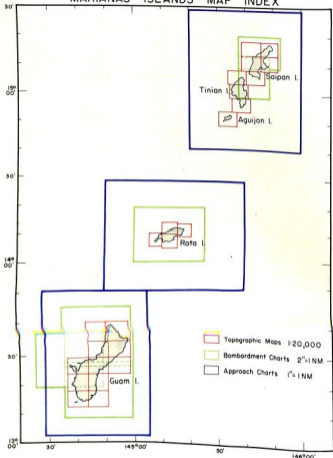 MARIANAS ISLANDS MAP INDEX
30'
Saipan I.
Tinian I.
15°
00'
Aguijan I.
30'
Rota I.
14°
00'
Topographic Maps 1:20,000
Bombardment Charts 2"=1NM
Approach Charts 1"=1NM
30'
Guam I.
13°
00'
30'
145°00'
30'
146°00'